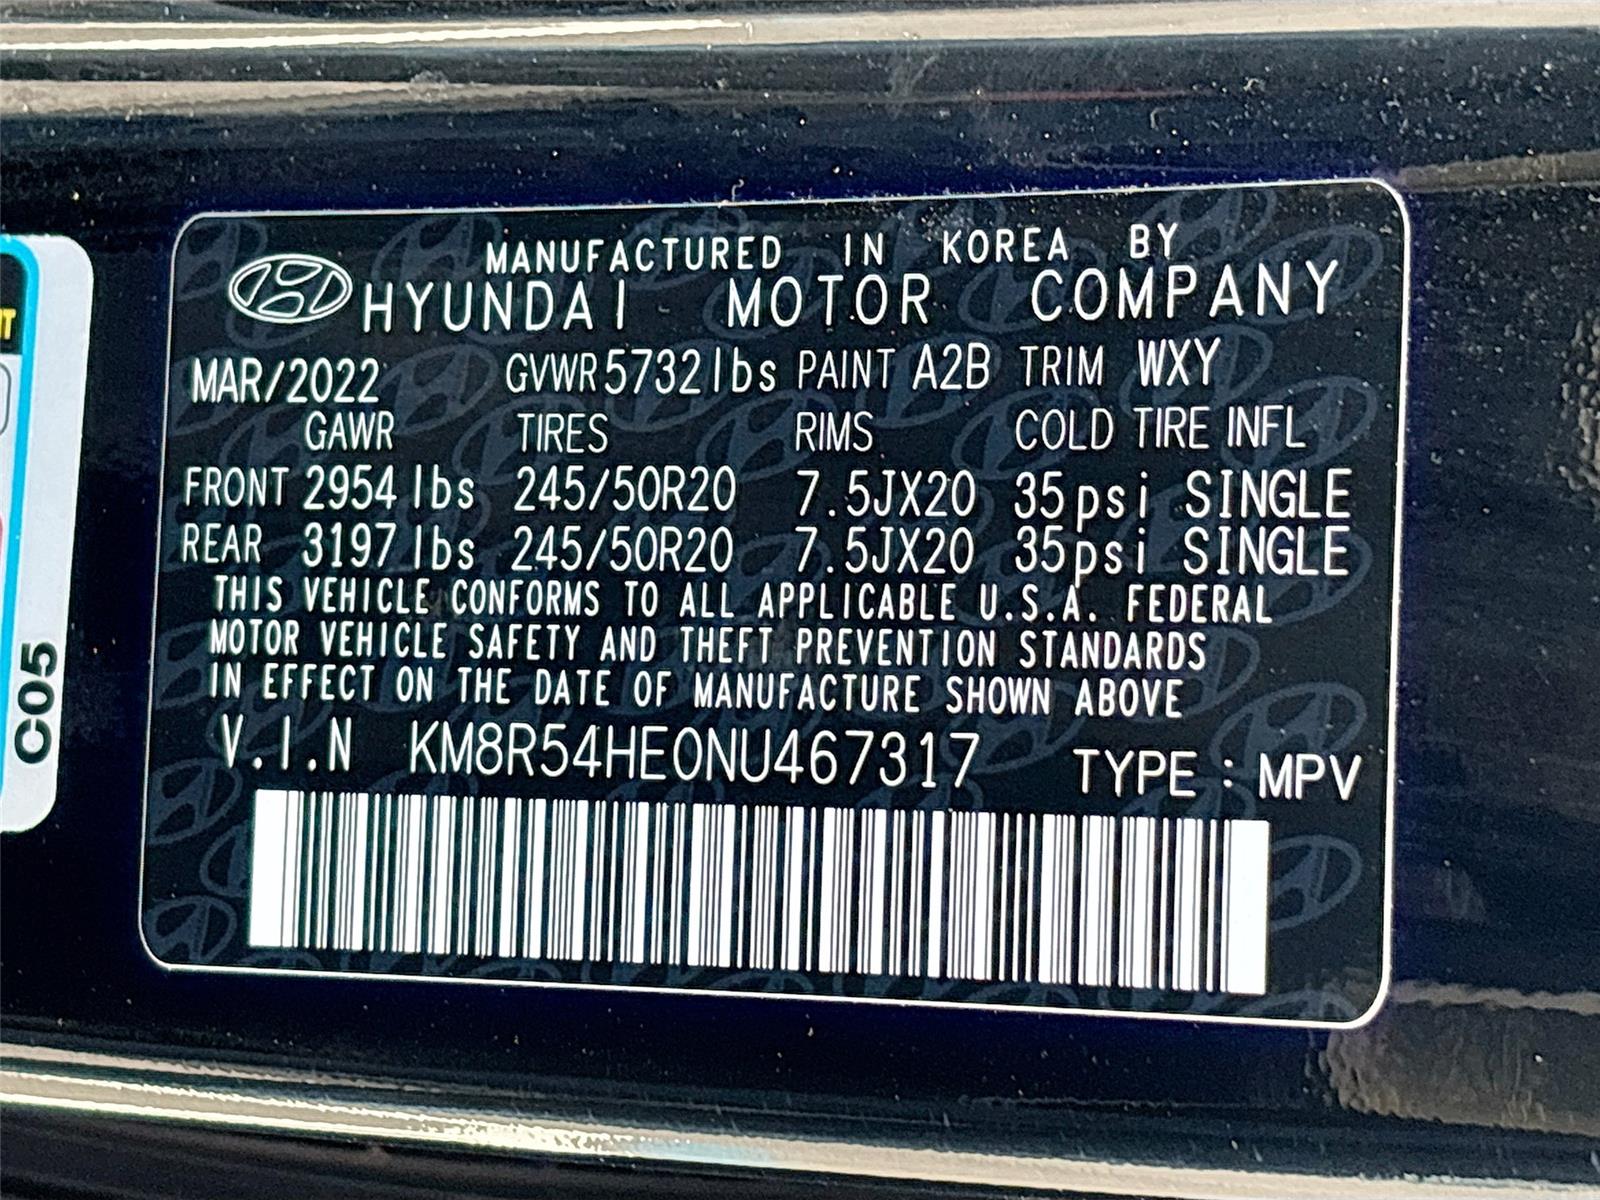 MANUFACTURED IN KOREA BY
HYUNDAI MOTOR COMPANY
MAR/2022 GVWR 5732lbs PAINT A2B TRIM WXY
GAWR TIRES RIMS COLD TIRE INFL
FRONT 2954 lbs 245/50R20 7.5JX20 35psi SINGLE
REAR 3197 lbs 245/50R20 7.5JX20 35psi SINGLE
THIS VEHICLE CONFORMS TO ALL APPLICABLE U.S.A. FEDERAL
MOTOR VEHICLE SAFETY AND THEFT PREVENTION STANDARDS
IN EFFECT ON THE DATE OF MANUFACTURE SHOWN ABOVE
V.I.N KM8R54HE0NU467317 TYPE : MPV
C05